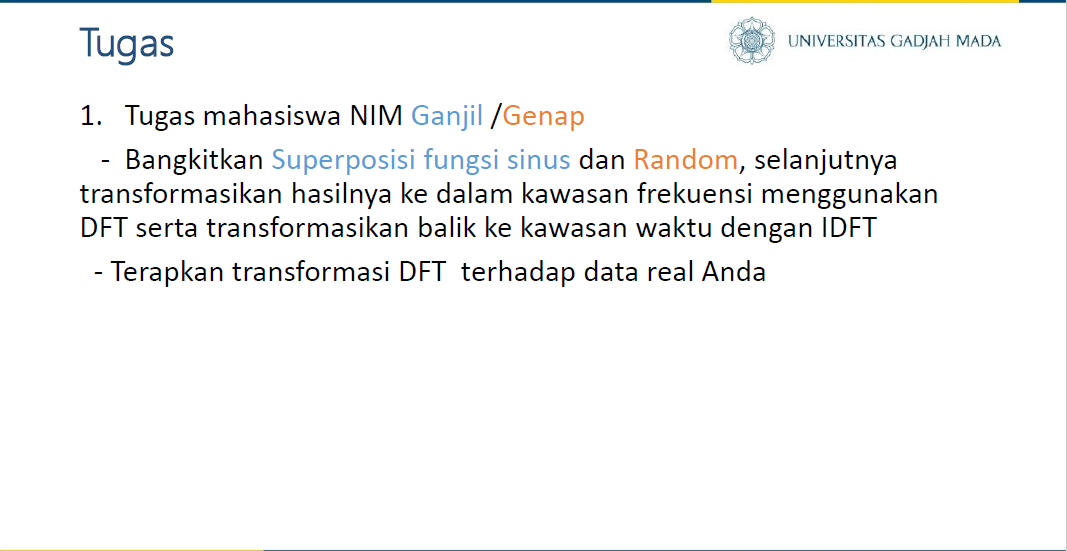 Tugas
UNIVERSITAS GADJAH MADA
1. Tugas mahasiswa NIM Ganjil /Genap
- Bangkitkan Superposisi fungsi sinus dan Random, selanjutnya
transformasikan hasilnya ke dalam kawasan frekuensi menggunakan
DFT serta transformasikan balik ke kawasan waktu dengan IDFT
- Terapkan transformasi DFT terhadap data real Anda